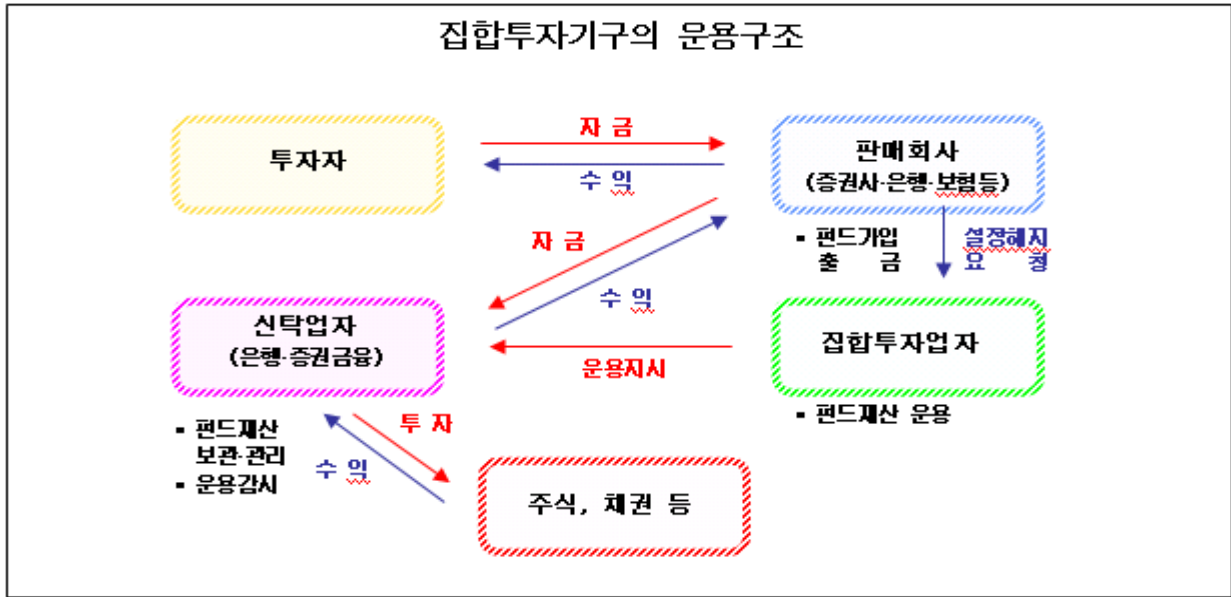 집합투자기구의 운용구조
투자자
자 금
수 익
판매회사
(증권사·은행·보험등)
▪ 펀드가입
출 금
설정해지
요 청
자 금
수 익
신탁업자
(은행·증권금융)
운용지시
집합투자업자
▪ 펀드재산 운용
▪ 펀드재산
보관·관리
▪ 운용감시
투 자
수 익
주식, 채권 등